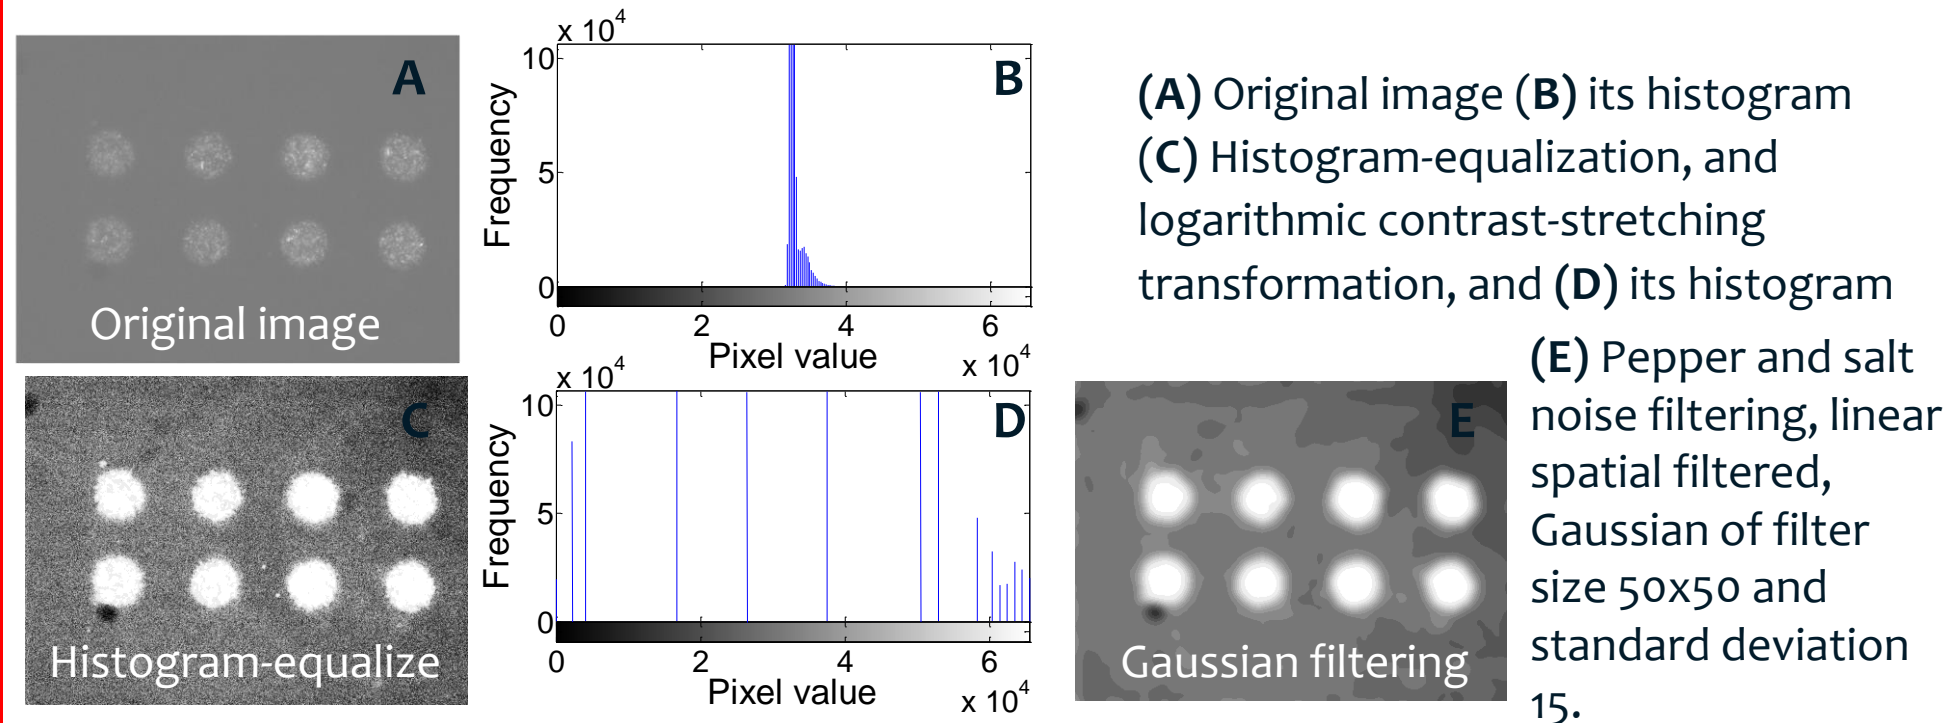 A
Original image
x 10^4
10
5
0
Frequency
B
0 2 4 6
Pixel value
x 10^4
(A) Original image (B) its histogram
(C) Histogram-equalization, and
logarithmic contrast-stretching
transformation, and (D) its histogram
C
Histogram-equalize
x 10^4
10
5
0
Frequency
D
0 2 4 6
Pixel value
x 10^4
E
Gaussian filtering
(E) Pepper and salt
noise filtering, linear
spatial filtered,
Gaussian of filter
size 50x50 and
standard deviation
15.